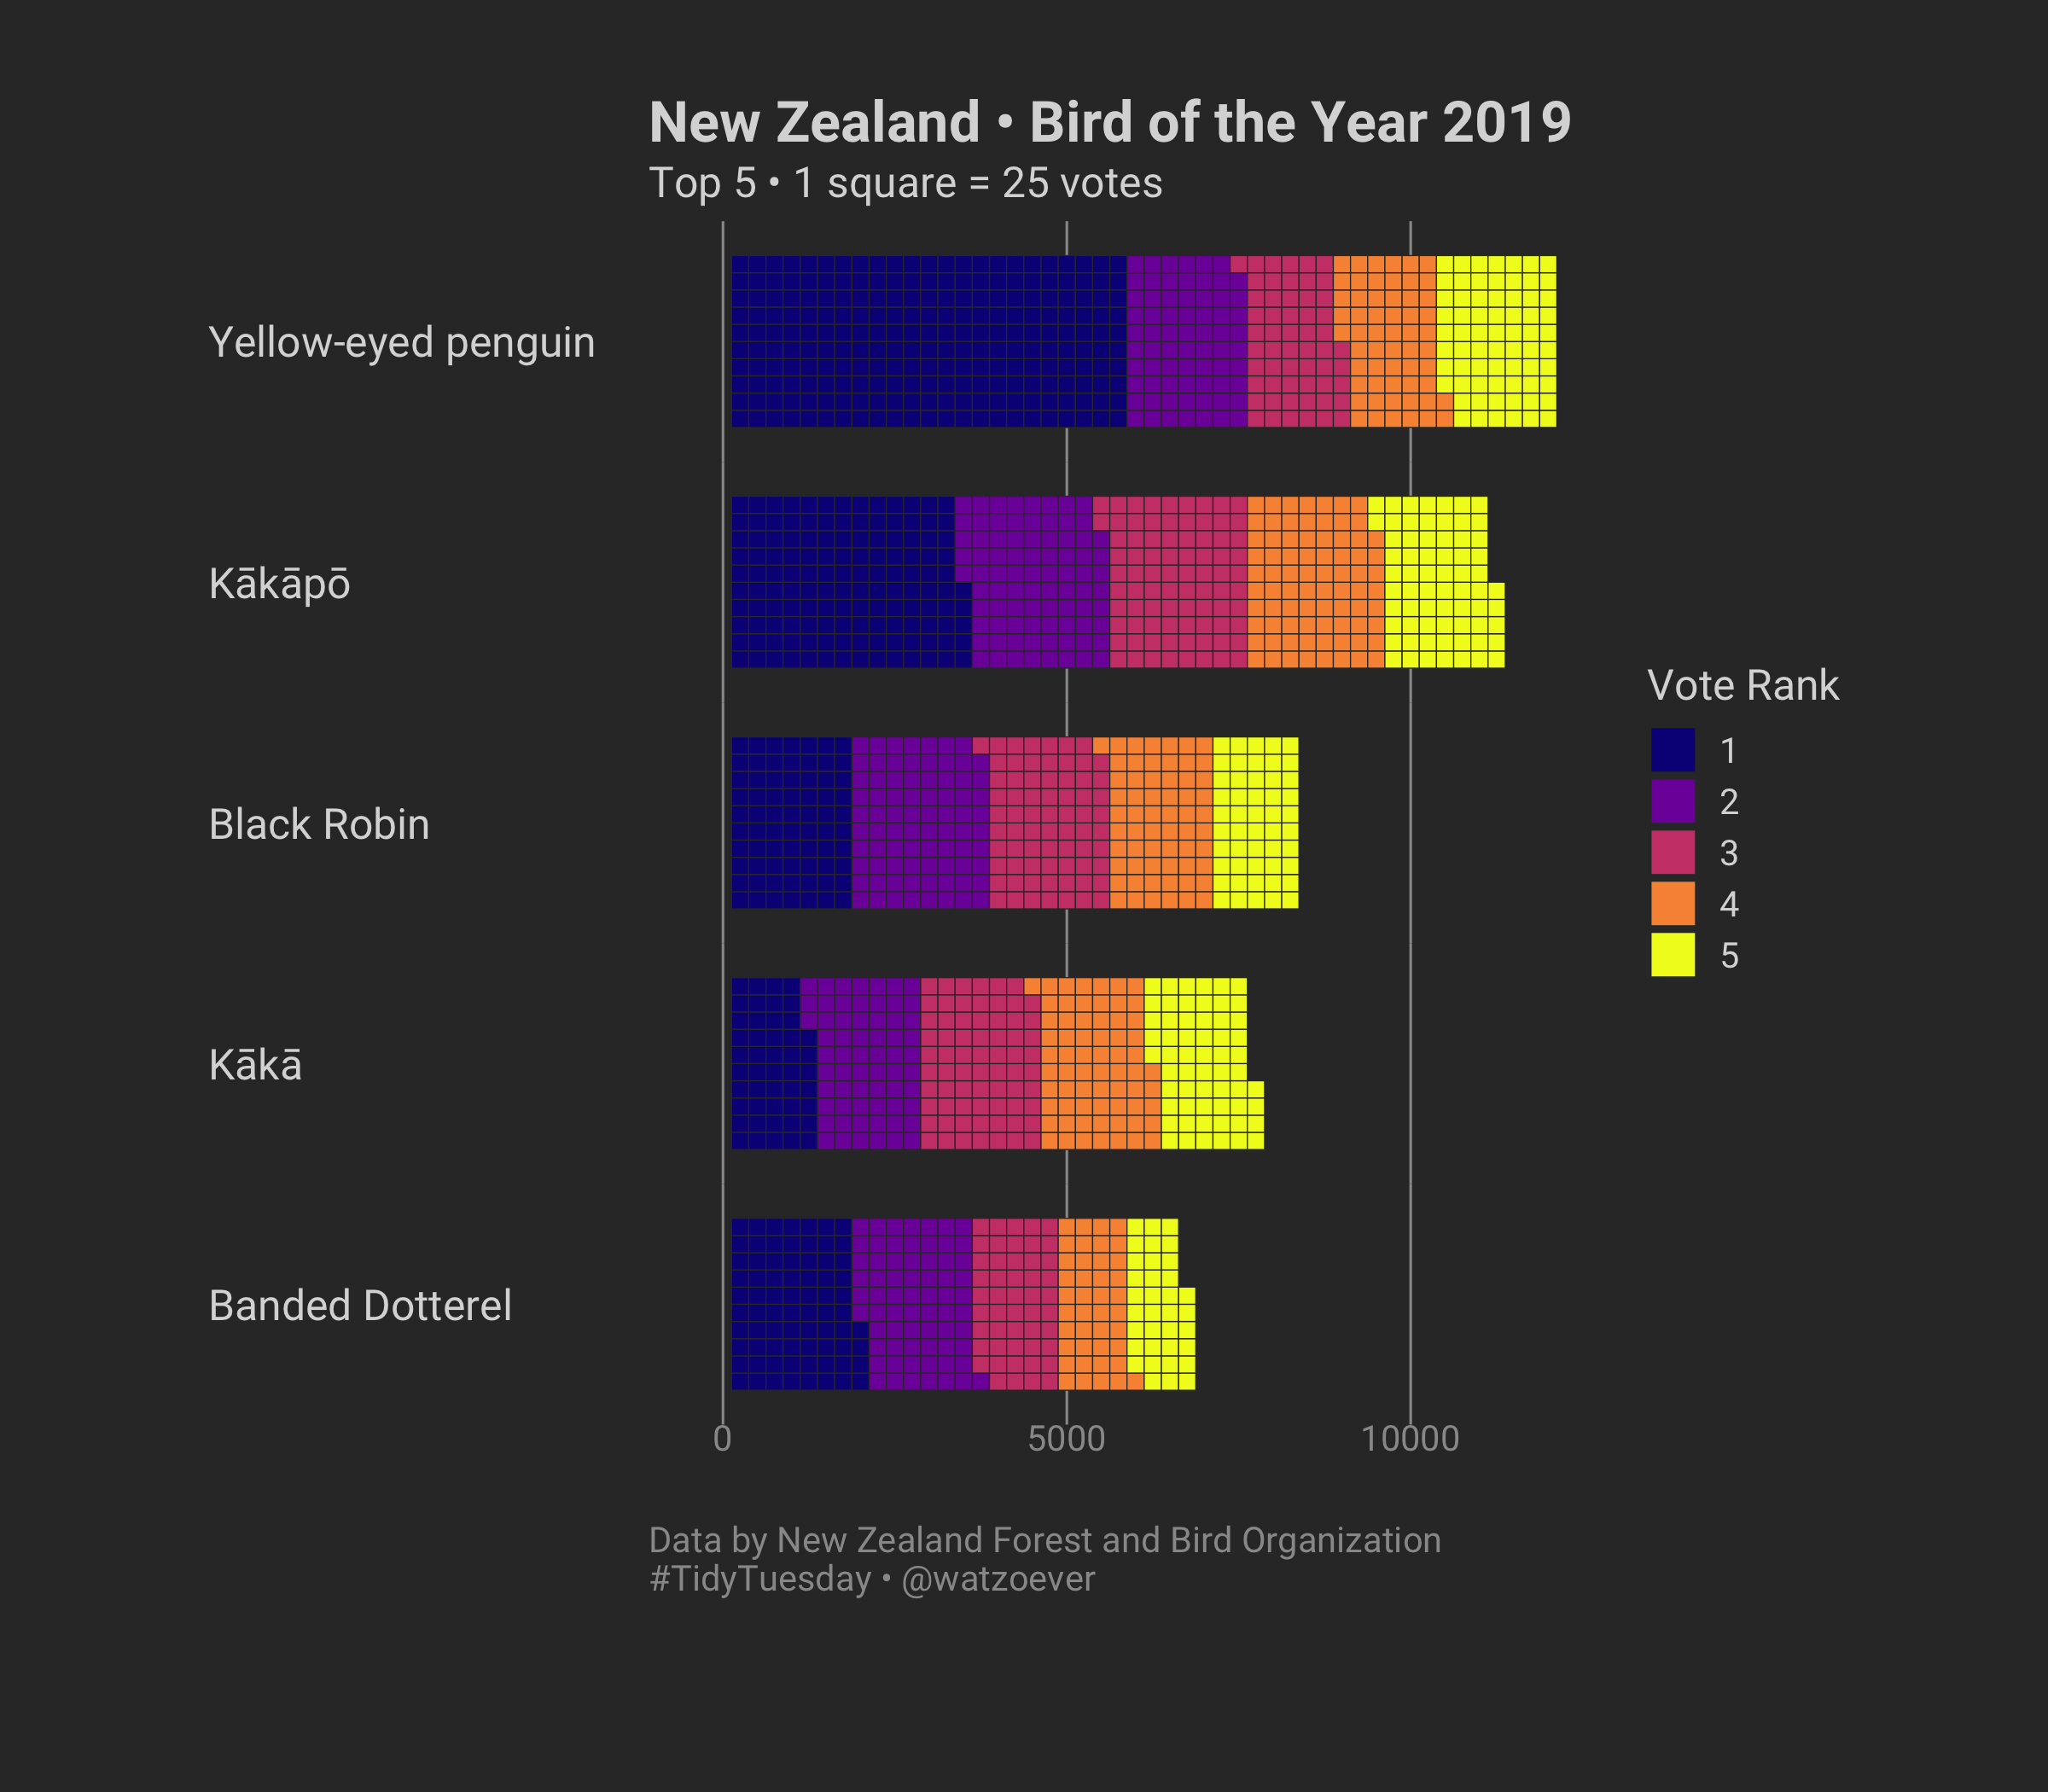 New Zealand • Bird of the Year 2019
Top 5 • 1 square = 25 votes
Yellow-eyed penguin
Kākāpō
Black Robin
Kākā
Banded Dotterel
0 5000 10000
Vote Rank
1
2
3
4
5
Data by New Zealand Forest and Bird Organization
#TidyTuesday • @watzoever